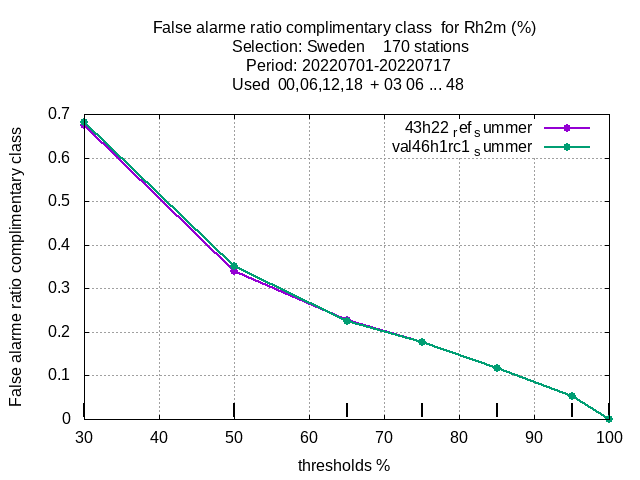 False alarme ratio complimentary class  for Rh2m (%)
Selection: Sweden    170 stations
Period: 20220701-20220717
Used  00,06,12,18  + 03 06 ... 48
43h22 ref summer
val46h1rc1 summer
False alarme ratio complimentary class
0.7
0.6
0.5
0.4
0.3
0.2
0.1
0
30 40 50 60 70 80 90 100
thresholds %